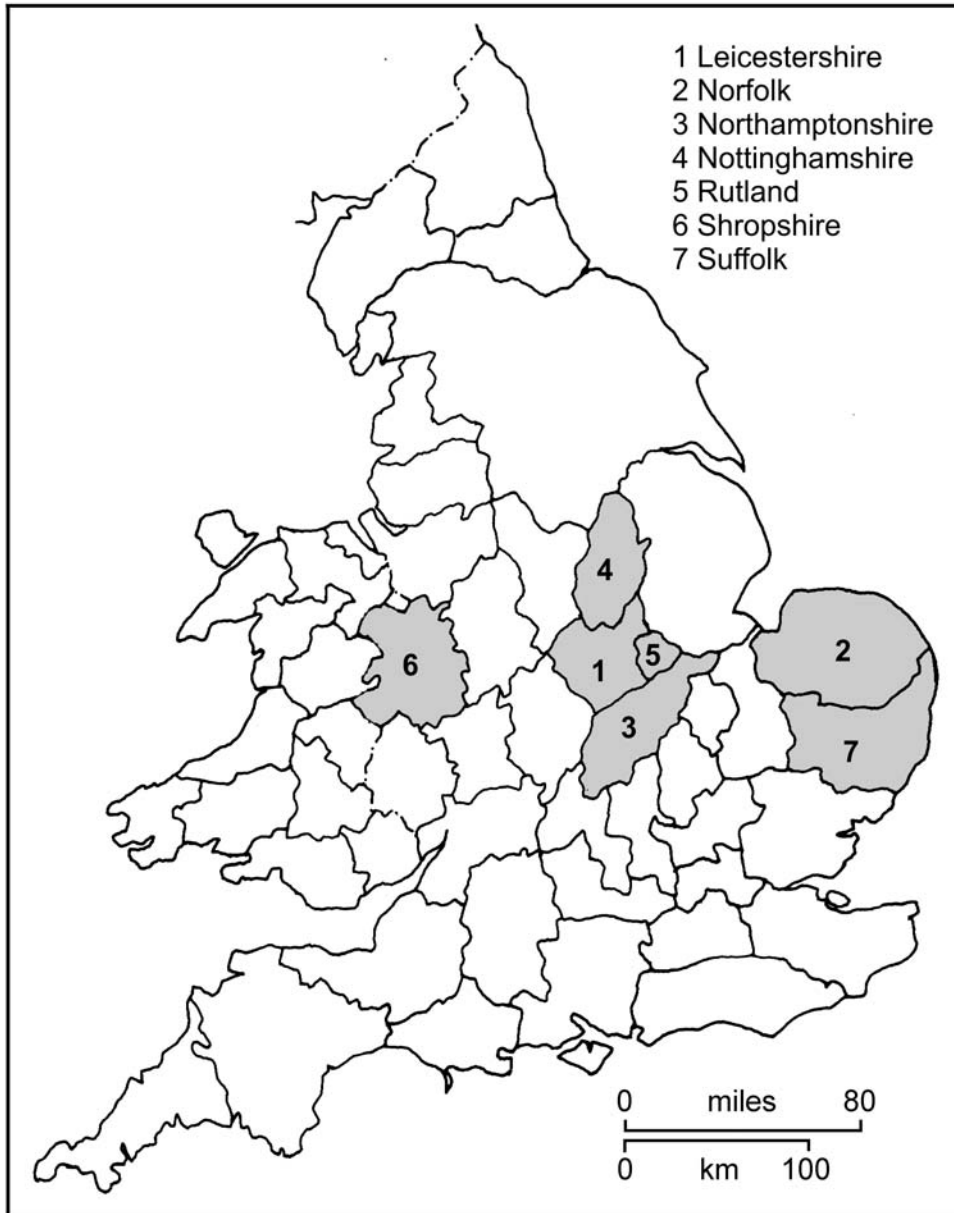 1 Leicestershire
2 Norfolk
3 Northamptonshire
4 Nottinghamshire
5 Rutland
6 Shropshire
7 Suffolk
4
2
6
1
5
3
7
0 miles 80
0 km 100